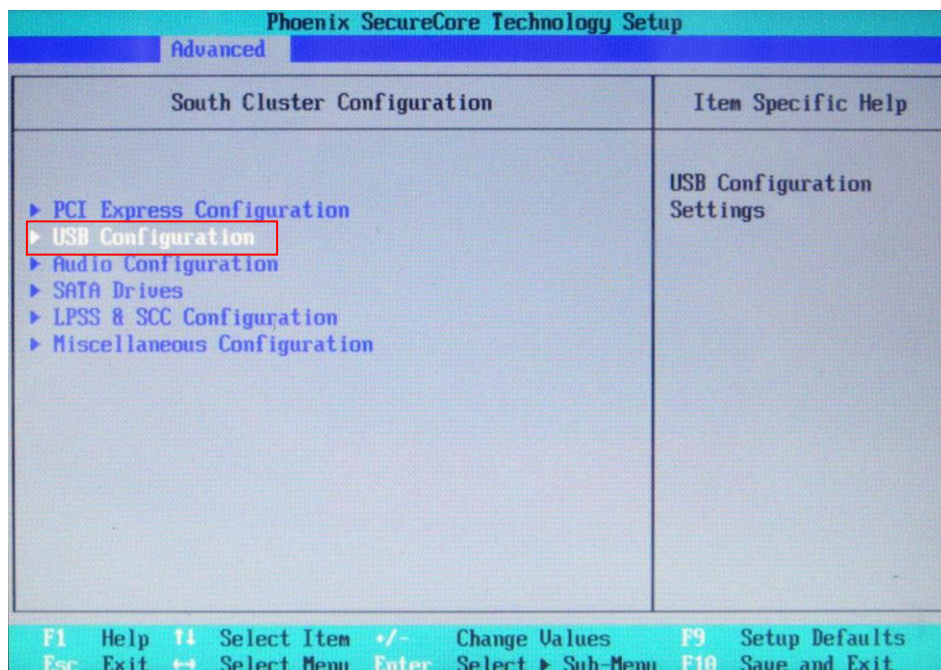 Phoenix SecureCore Technology Setup
Advanced
South Cluster Configuration
Item Specific Help
▶ PCI Express Configuration
▶ USB Configuration
▶ Audio Configuration
▶ SATA Drives
▶ LPSS & SCC Configuration
▶ Miscellaneous Configuration
USB Configuration
Settings
F1 Help ↑↓ Select Item +/- Change Values F9 Setup Defaults
Esc Exit ↔ Select Menu Enter Select ▶ Sub-Menu F10 Save and Exit